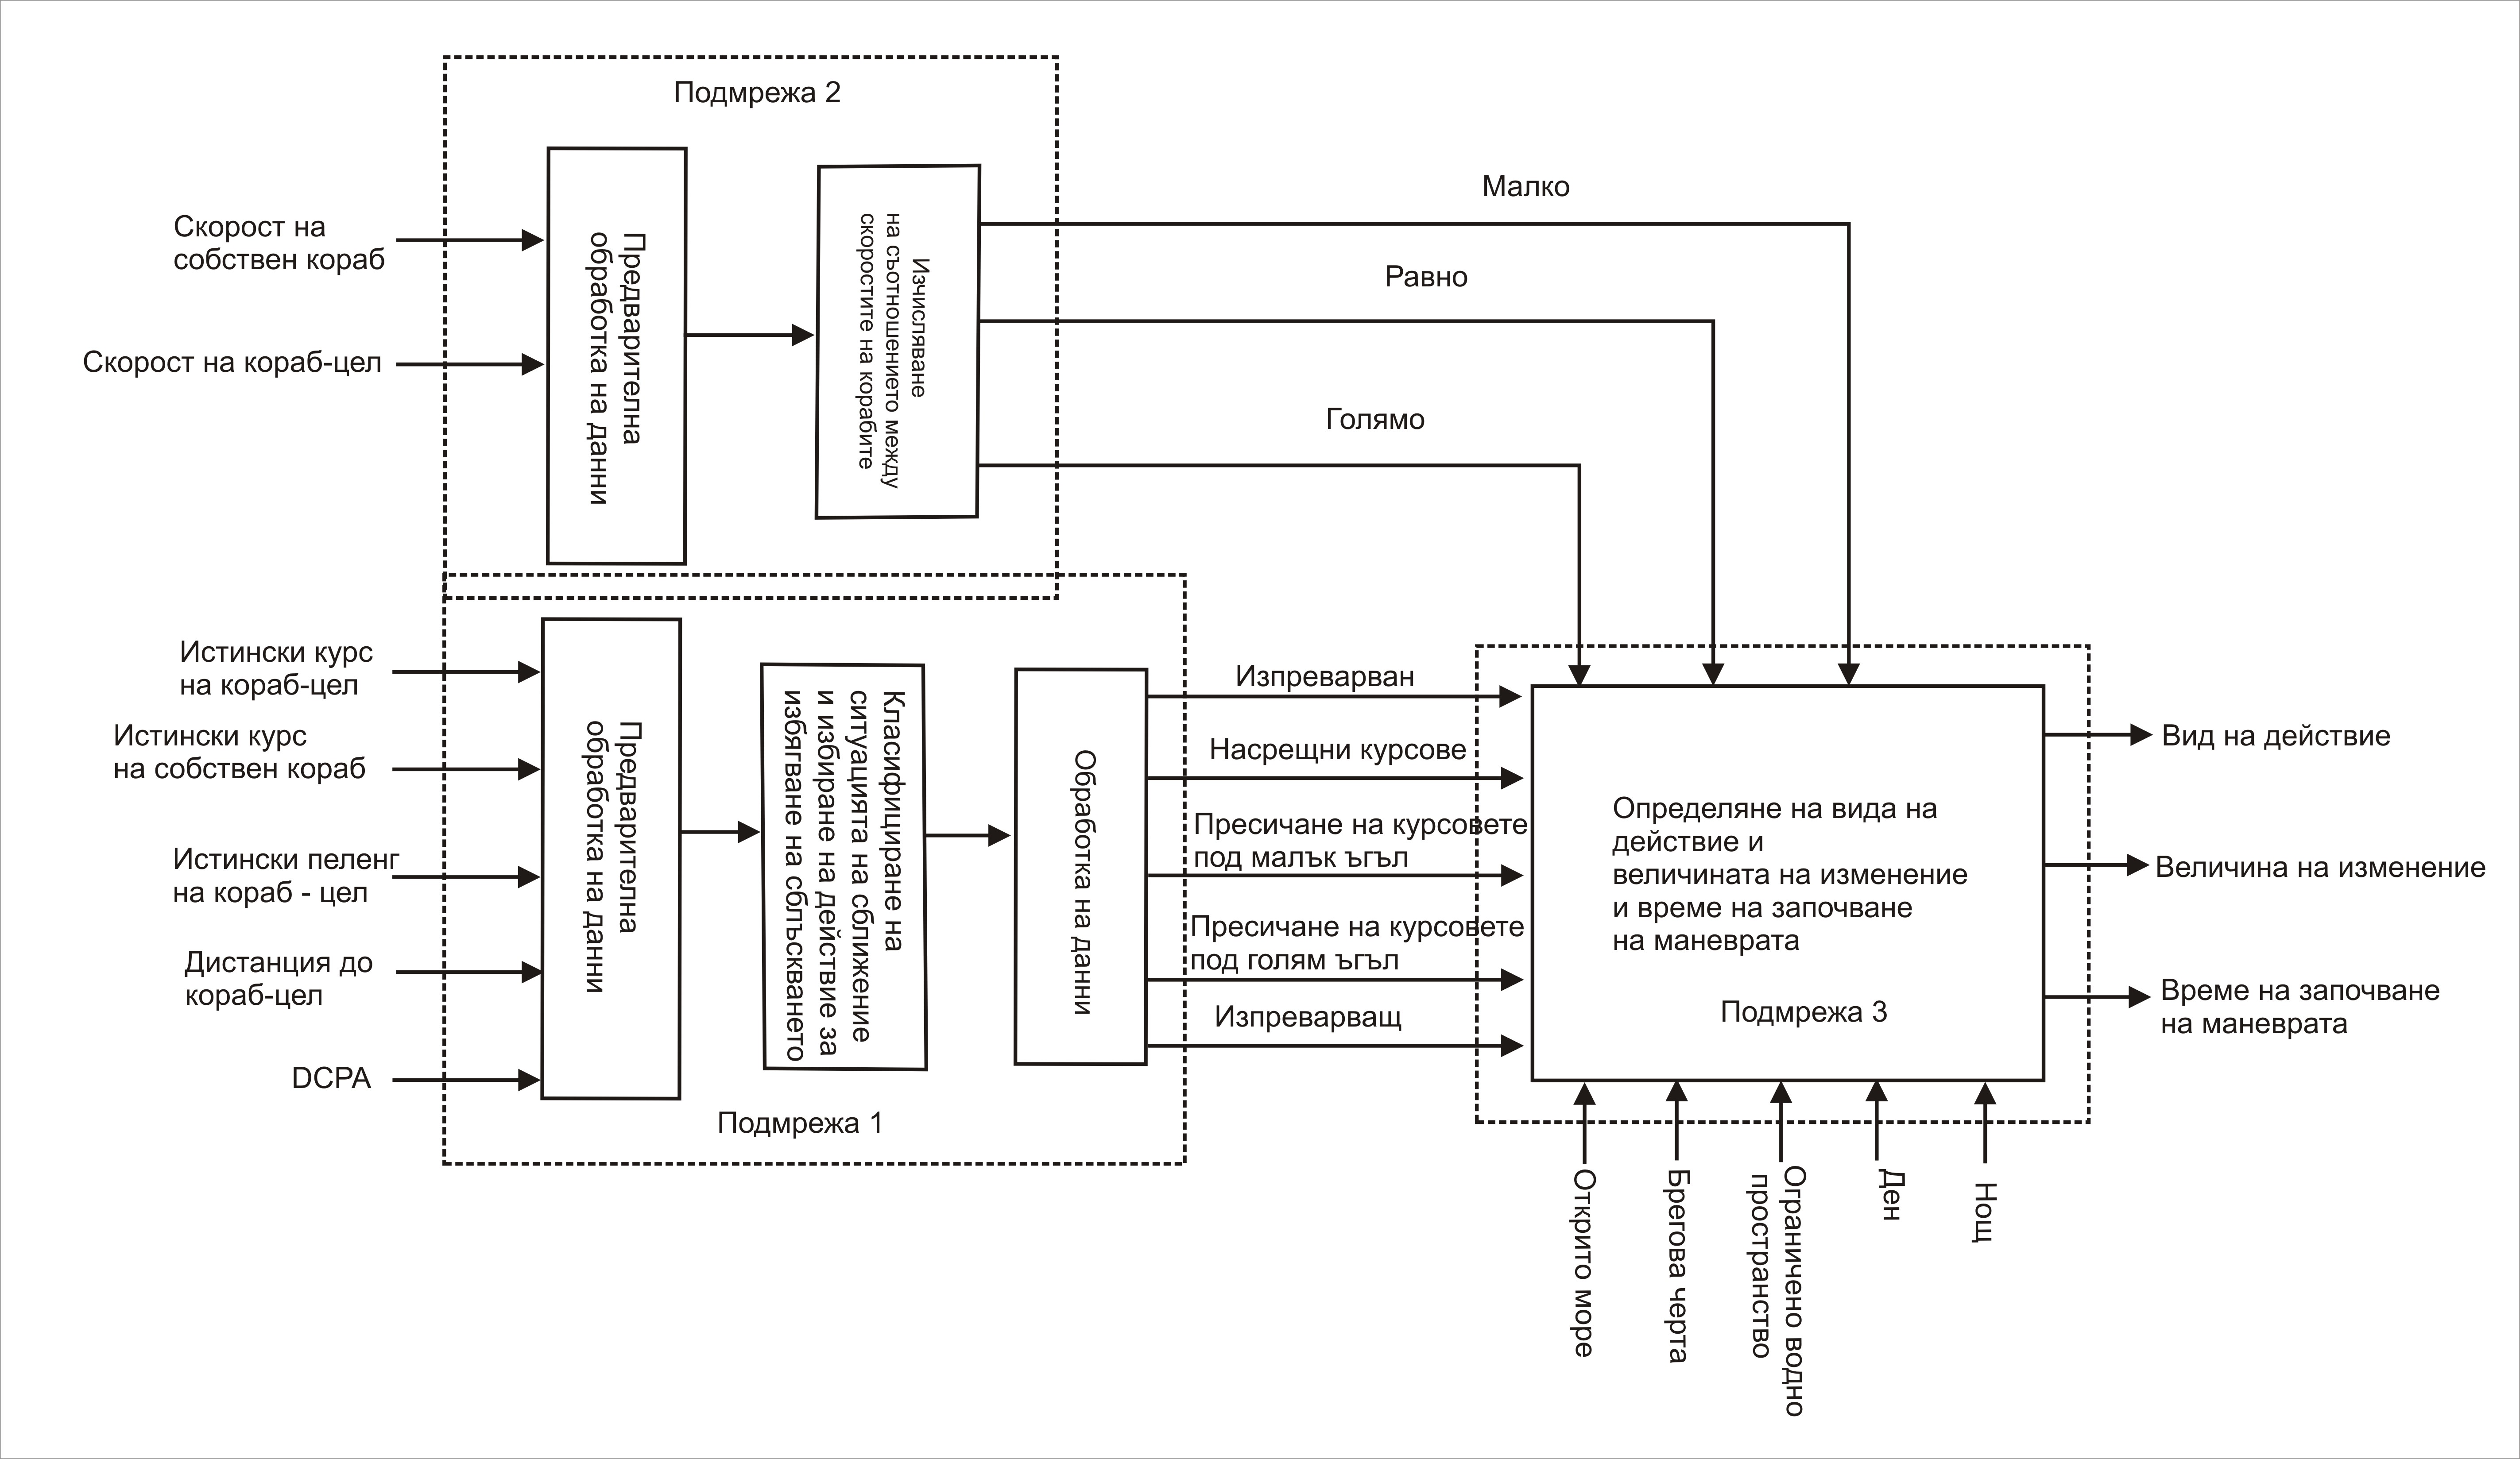 Подмрежа 2
Скорост на
собствен кораб
Скорост на кораб-цел
Предварителна
обработка на данни
Изчисляване
на съотношението между
скоростите на корабите
Малко
Равно
Голямо
Истински курс
на кораб-цел
Истински курс
на собствен кораб
Истински пеленг
на кораб - цел
Дистанция до
кораб-цел
DCPA
Предварителна
обработка на данни
Класифициране на
ситуацията на сближение
и избиране на действие за
избягване на сблъскването
Обработка на данни
Подмрежа 1
Изпреварван
Насрещни курсове
Пресичане на курсовете
под малък ъгъл
Пресичане на курсовете
под голям ъгъл
Изпреварващ
Определяне на вида на
действие и
величината на изменение
и време на започване
на маневрата
Подмрежа 3
Вид на действие
Величина на изменение
Време на започване
на маневрата
Открито море
Брегова черта
Ограничено водно
пространство
Ден
Нощ